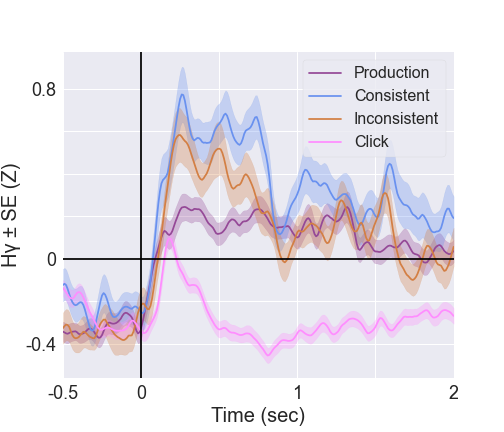 Production
Consistent
Inconsistent
Click
0.8
0
-0.4
Hγ ± SE (Z)
-0.5
0
1
2
Time (sec)